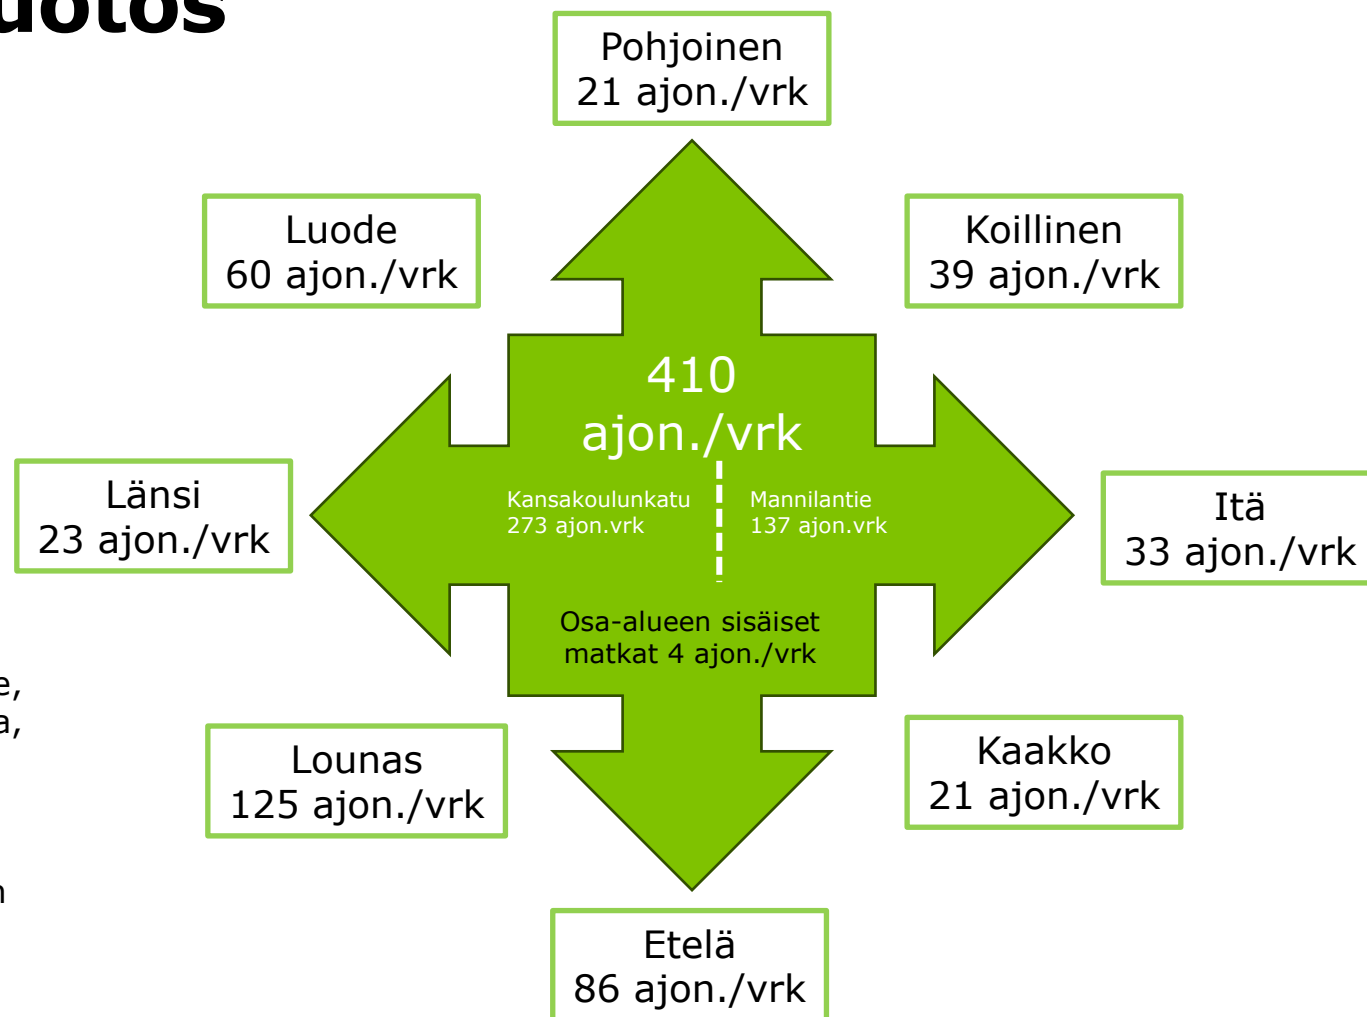 Pohjoinen
21 ajon./vrk
Luode
60 ajon./vrk
Koillinen
39 ajon./vrk
410
ajon./vrk
Kansakoulunkatu
273 ajon.vrk
Mannilantie
137 ajon.vrk
Länsi
23 ajon./vrk
Itä
33 ajon./vrk
Osa-alueen sisäiset
matkat 4 ajon./vrk
Lounas
125 ajon./vrk
Kaakko
21 ajon./vrk
Etelä
86 ajon./vrk